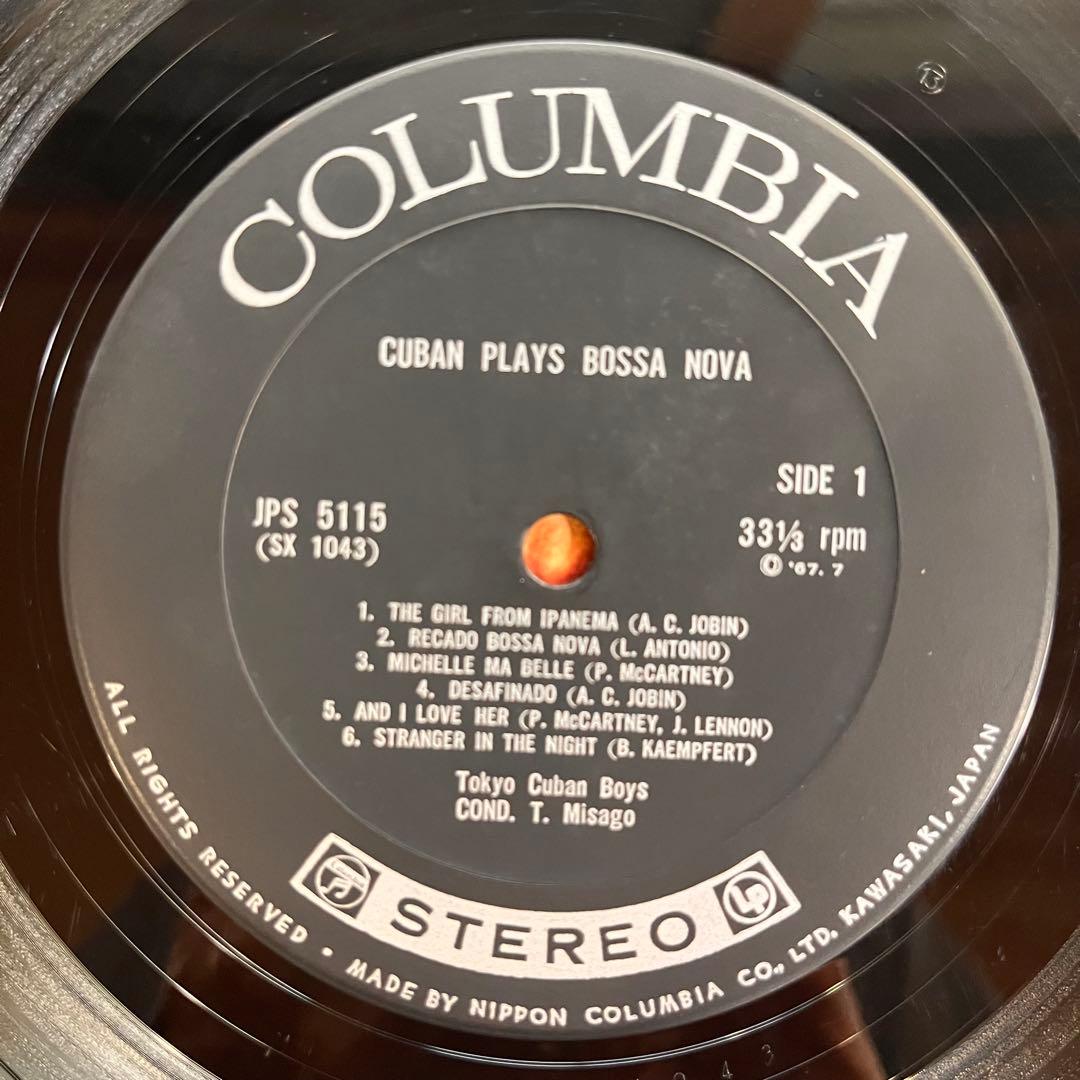 COLUMBIA
CUBAN PLAYS BOSSA NOVA
SIDE 1
JPS 5115
(SX 1043)
33⅓ rpm
Ⓟ '67. 7
1. THE GIRL FROM IPANEMA (A. C. JOBIN)
2. RECADO BOSSA NOVA (L. ANTONIO)
3. MICHELLE MA BELLE (P. McCARTNEY)
4. DESAFINADO (A. C. JOBIN)
5. AND I LOVE HER (P. McCARTNEY, J. LENNON)
6. STRANGER IN THE NIGHT (B. KAEMPFERT)
Tokyo Cuban Boys
COND. T. Misago
STEREO
LP
ALL RIGHTS RESERVED • MADE BY NIPPON COLUMBIA CO., LTD. KAWASAKI, JAPAN
13